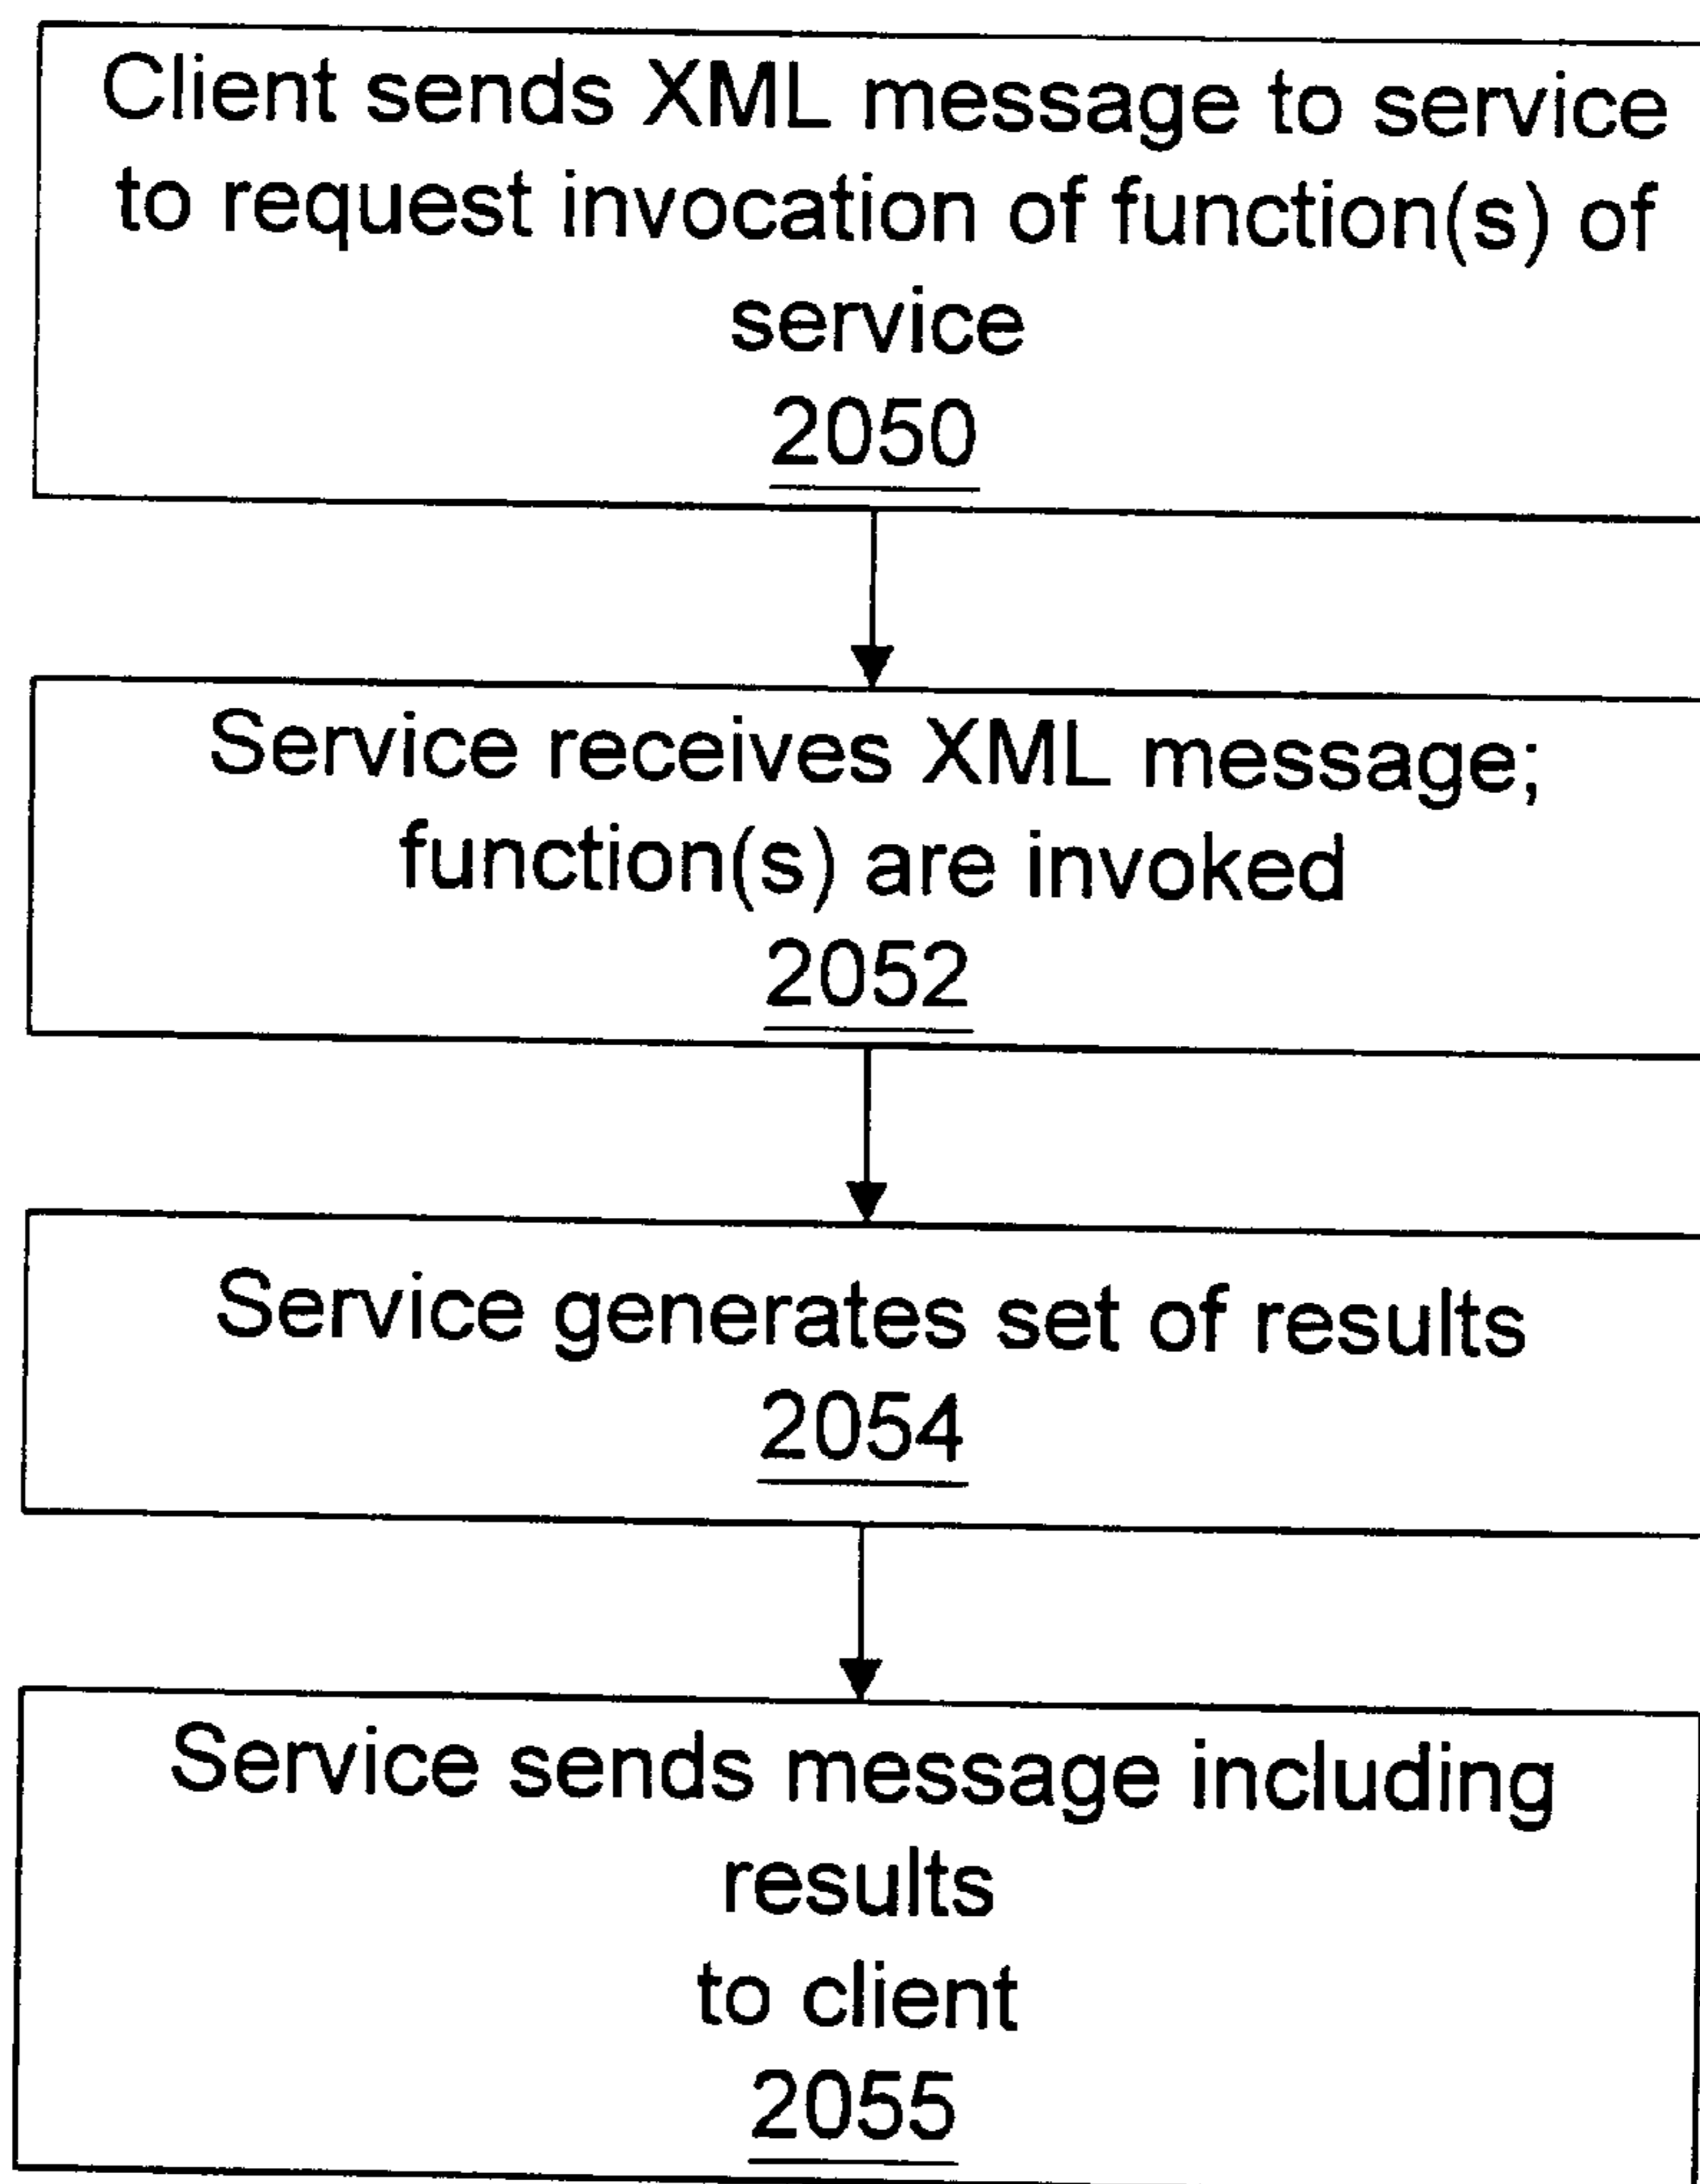 Client sends XML message to service
to request invocation of function(s) of
service
2050
Service receives XML message;
function(s) are invoked
2052
Service generates set of results
2054
Service sends message including
results
to client
2055